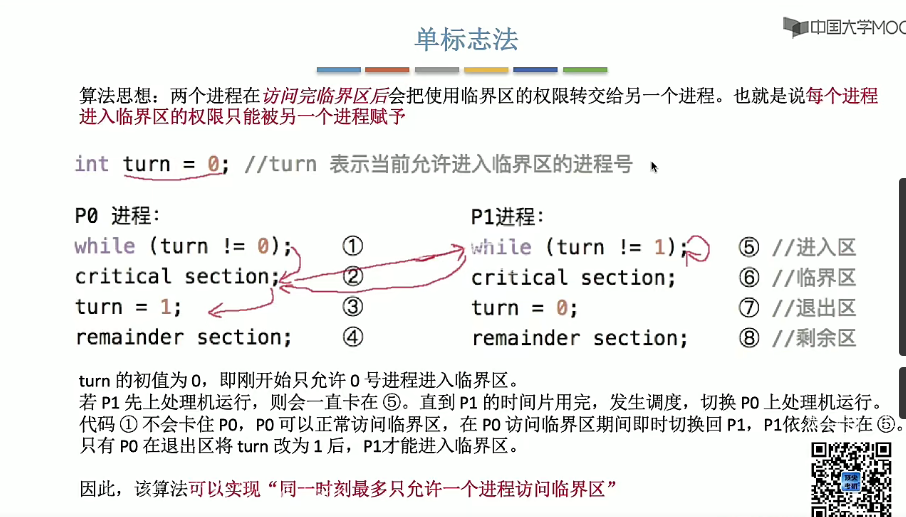 中国大学MOO
单标志法
算法思想：两个进程在访问完临界区后会把使用临界区的权限转交给另一个进程。也就是说每个进程
进入临界区的权限只能被另一个进程赋予
int turn = 0; //turn 表示当前允许进入临界区的进程号
P0 进程： P1进程：
while (turn != 0); ① while (turn != 1); ⑤ //进入区
critical section; ② critical section; ⑥ //临界区
turn = 1; ③ turn = 0; ⑦ //退出区
remainder section; ④ remainder section; ⑧ //剩余区
turn 的初值为 0，即刚开始只允许 0 号进程进入临界区。
若 P1 先上处理机运行，则会一直卡在 ⑤。直到 P1 的时间片用完，发生调度，切换 P0 上处理机运行。
代码 ① 不会卡住 P0，P0 可以正常访问临界区，在 P0 访问临界区期间即时切换回 P1，P1依然会卡在 ⑤。
只有 P0 在退出区将 turn 改为 1 后，P1才能进入临界区。
因此，该算法可以实现“同一时刻最多只允许一个进程访问临界区”